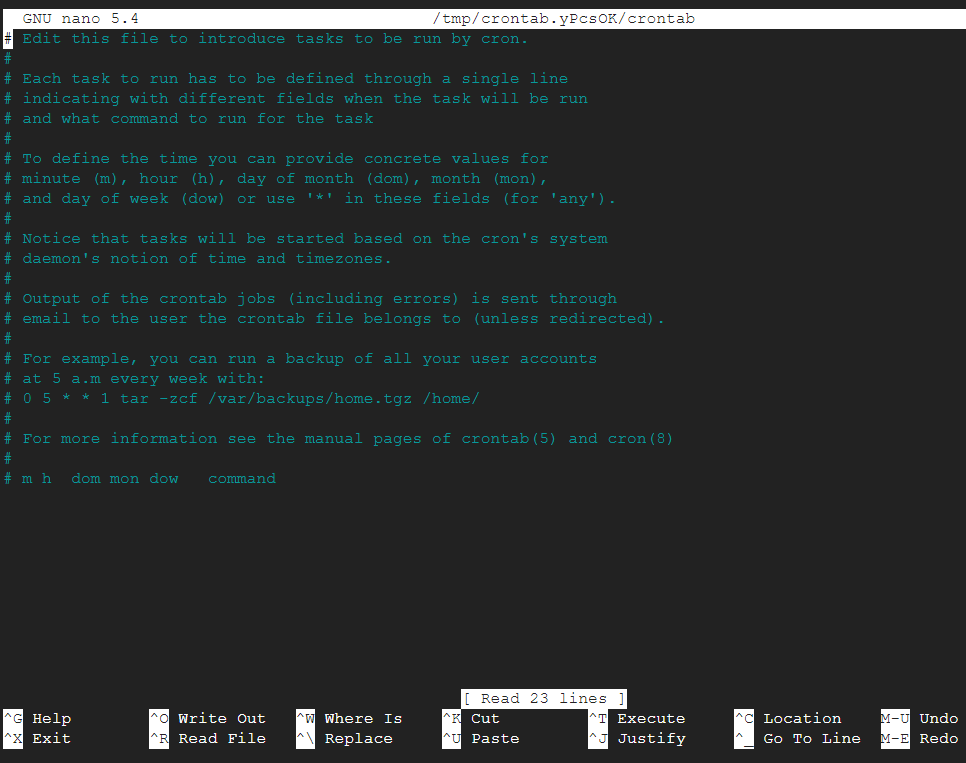 GNU nano 5.4 /tmp/crontab.yPcsOK/crontab
# Edit this file to introduce tasks to be run by cron.
#
# Each task to run has to be defined through a single line
# indicating with different fields when the task will be run
# and what command to run for the task
#
# To define the time you can provide concrete values for
# minute (m), hour (h), day of month (dom), month (mon),
# and day of week (dow) or use '*' in these fields (for 'any').
#
# Notice that tasks will be started based on the cron's system
# daemon's notion of time and timezones.
#
# Output of the crontab jobs (including errors) is sent through
# email to the user the crontab file belongs to (unless redirected).
#
# For example, you can run a backup of all your user accounts
# at 5 a.m every week with:
# 0 5 * * 1 tar -zcf /var/backups/home.tgz /home/
#
# For more information see the manual pages of crontab(5) and cron(8)
#
# m h  dom mon dow   command
[ Read 23 lines ]
^G Help ^O Write Out ^W Where Is ^K Cut ^T Execute ^C Location M-U Undo
^X Exit ^R Read File ^\ Replace ^U Paste ^J Justify ^_ Go To Line M-E Redo